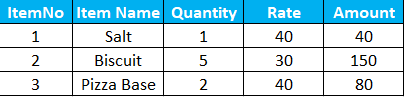 ItemNo Item Name Quantity Rate Amount
1 Salt 1 40 40
2 Biscuit 5 30 150
3 Pizza Base 2 40 80